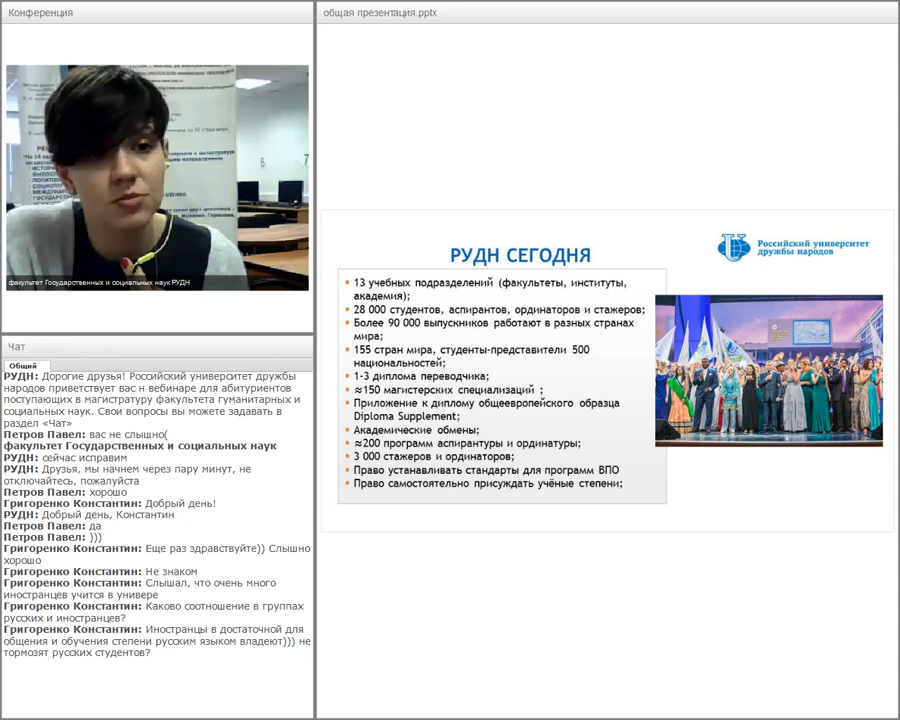 Конференция
факультет Государственных и социальных наук РУДН
Чат
Общий
РУДН: Дорогие друзья! Российский университет дружбы
народов приветствует вас н вебинаре для абитуриентов
поступающих в магистратуру факультета гуманитарных и
социальных наук. Свои вопросы вы можете задавать в
раздел «Чат»
Петров Павел: вас не слышно(
факультет Государственных и социальных наук
РУДН: сейчас исправим
РУДН: Друзья, мы начнем через пару минут, не
отключайтесь, пожалуйста
Петров Павел: хорошо
Григоренко Константин: Добрый день!
РУДН: Добрый день, Константин
Петров Павел: да
Петров Павел: )))
Григоренко Константин: Еще раз здравствуйте)) Слышно
хорошо
Григоренко Константин: Не знаком
Григоренко Константин: Слышал, что очень много
иностранцев учится в универе
Григоренко Константин: Каково соотношение в группах
русских и иностранцев?
Григоренко Константин: Иностранцы в достаточной для
общения и обучения степени русским языком владеют))) не
тормозят русских студентов?
общая презентация.pptx
Российский университет
дружбы народов
РУДН СЕГОДНЯ
13 учебных подразделений (факультеты, институты,
академия);
28 000 студентов, аспирантов, ординаторов и стажеров;
Более 90 000 выпускников работают в разных странах
мира;
155 стран мира, студенты-представители 500
национальностей;
1-3 диплома переводчика;
≈150 магистерских специализаций ;
Приложение к диплому общеевропейского образца
Diploma Supplement;
Академические обмены;
≈200 программ аспирантуры и ординатуры;
3 000 стажеров и ординаторов;
Право устанавливать стандарты для программ ВПО
Право самостоятельно присуждать учёные степени;